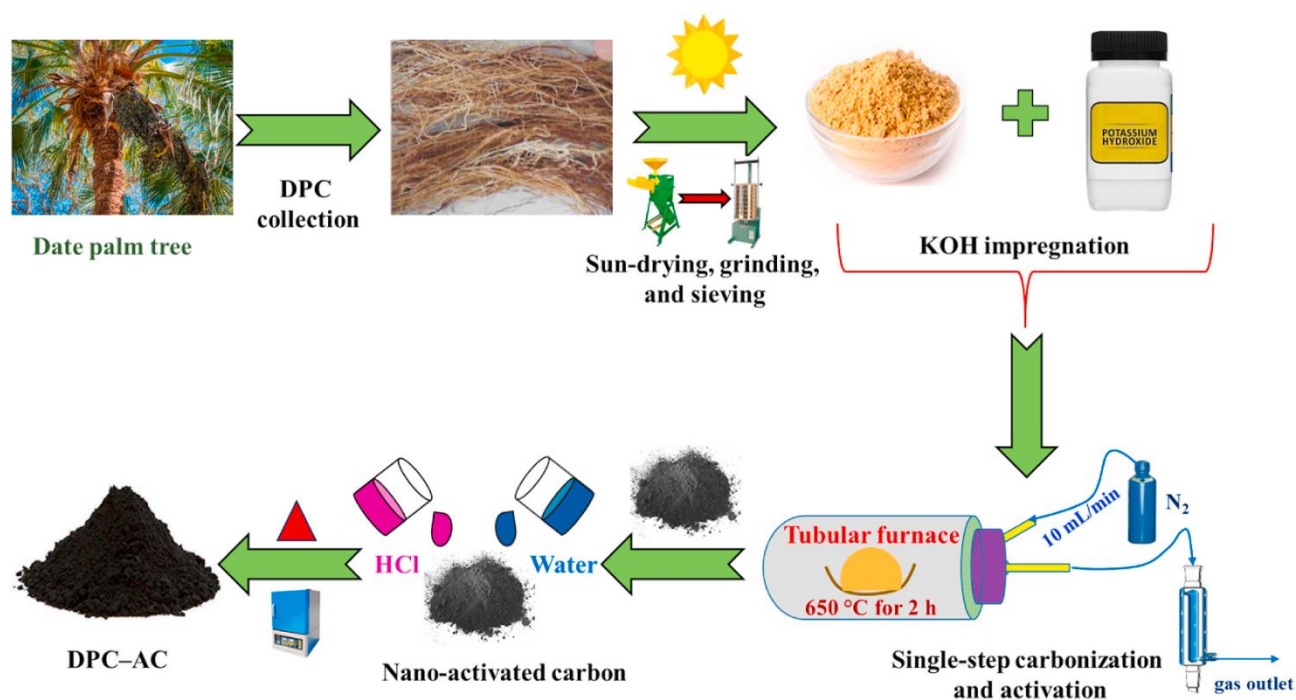 Date palm tree
DPC
collection
Sun-drying, grinding,
and sieving
POTASSIUM
HYDROXIDE
KOH impregnation
N₂
10 mL/min
Tubular furnace
650 °C for 2 h
Single-step carbonization
and activation
gas outlet
Water
HCl
Nano-activated carbon
DPC–AC